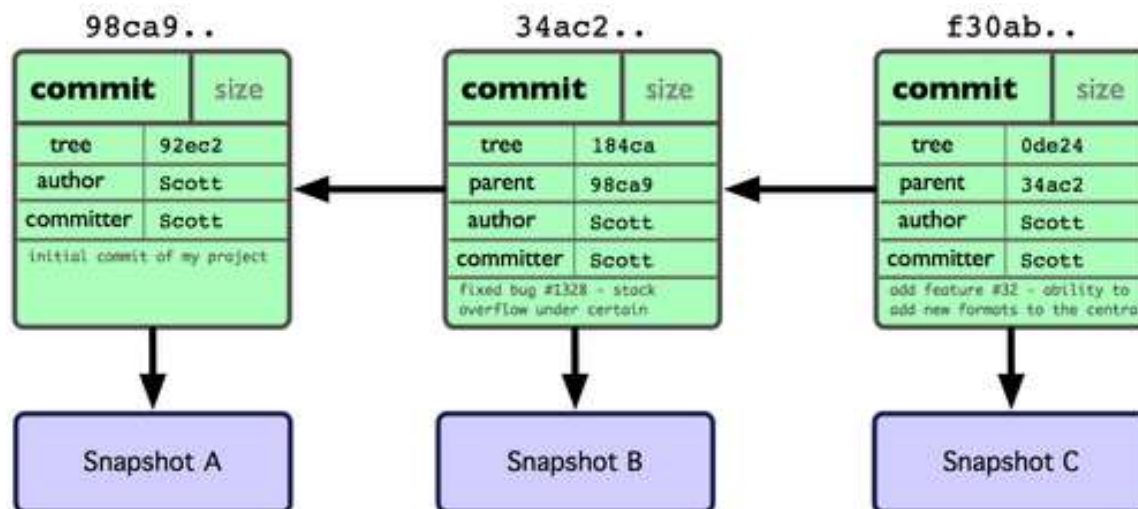 98ca9..
commit size
tree 92ec2
author Scott
committer Scott
initial commit of my project
Snapshot A
34ac2..
commit size
tree 184ca
parent 98ca9
author Scott
committer Scott
fixed bug #1328 - stack
overflow under certain
Snapshot B
f30ab..
commit size
tree 0de24
parent 34ac2
author Scott
committer Scott
add feature #32 - ability to
add new formats to the centra
Snapshot C